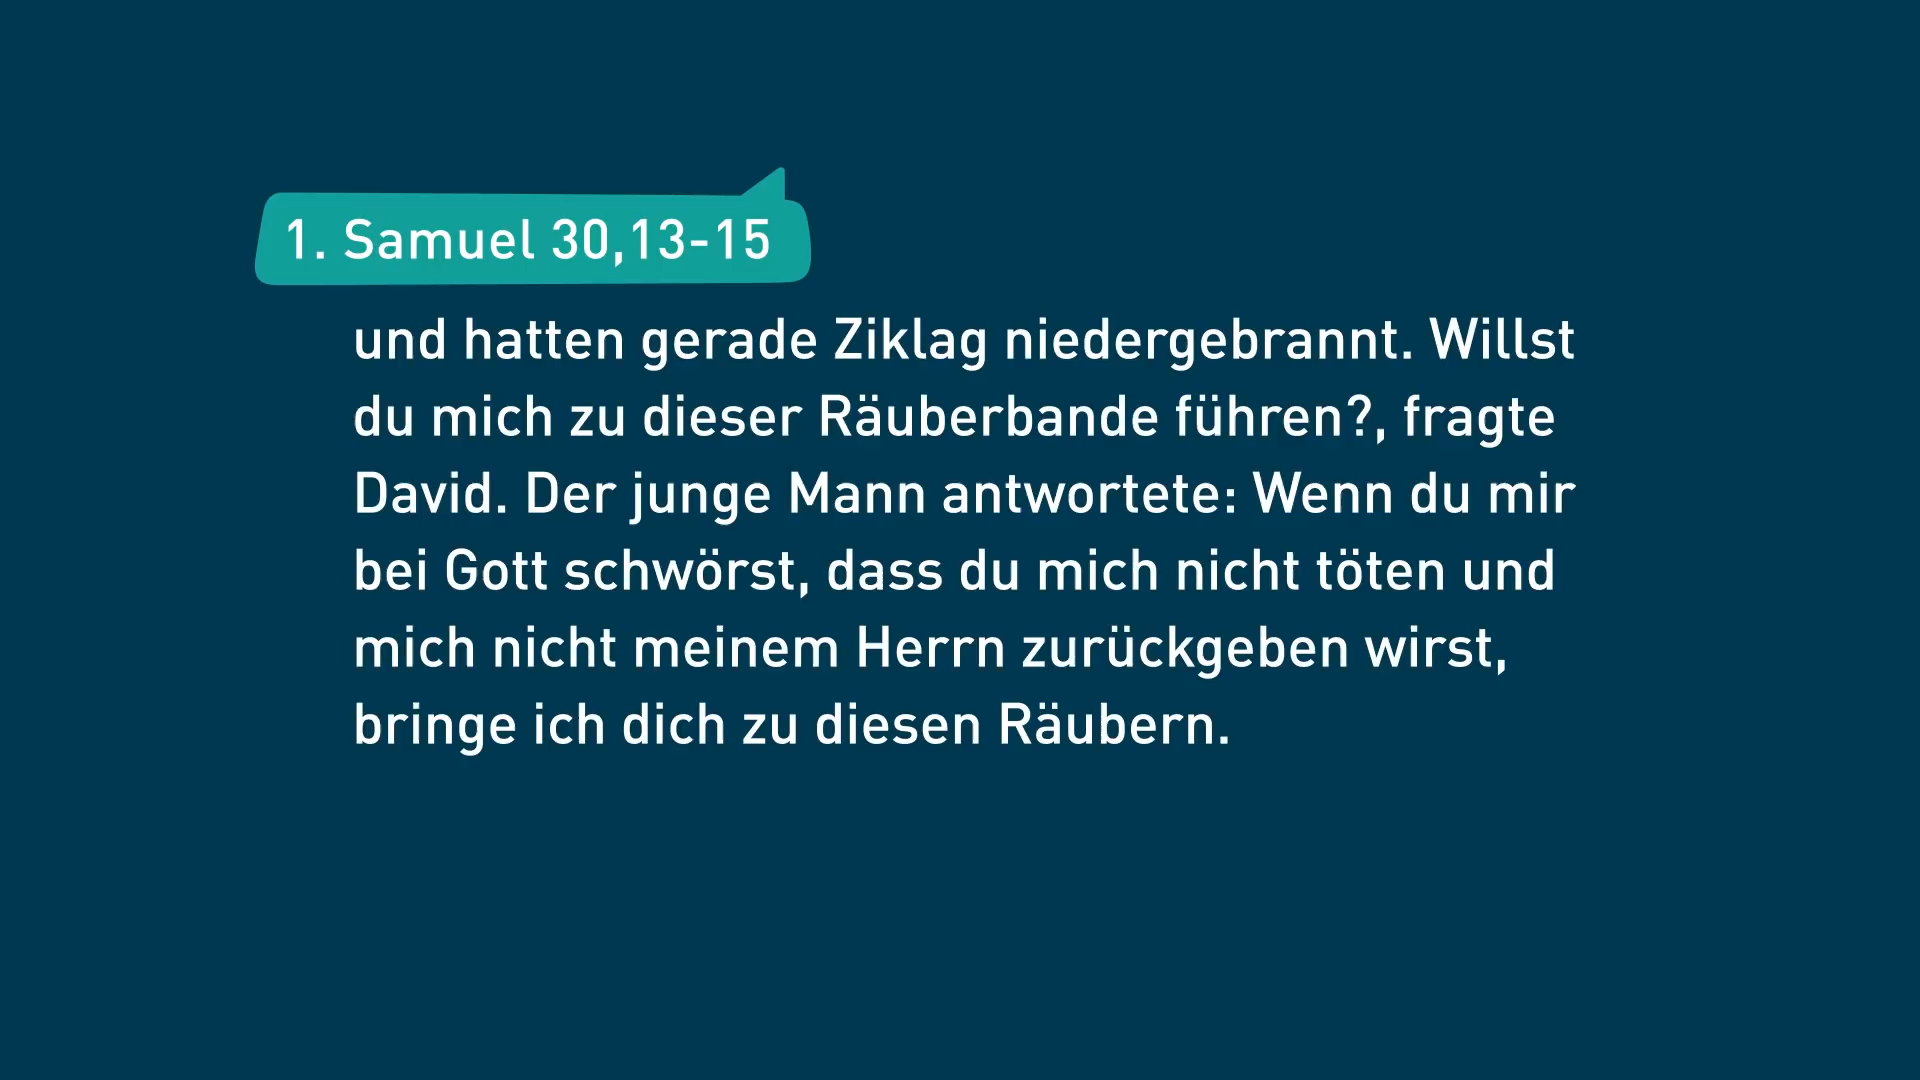 1. Samuel 30,13-15
und hatten gerade Ziklag niedergebrannt. Willst
du mich zu dieser Räuberbande führen?, fragte
David. Der junge Mann antwortete: Wenn du mir
bei Gott schwörst, dass du mich nicht töten und
mich nicht meinem Herrn zurückgeben wirst,
bringe ich dich zu diesen Räubern.